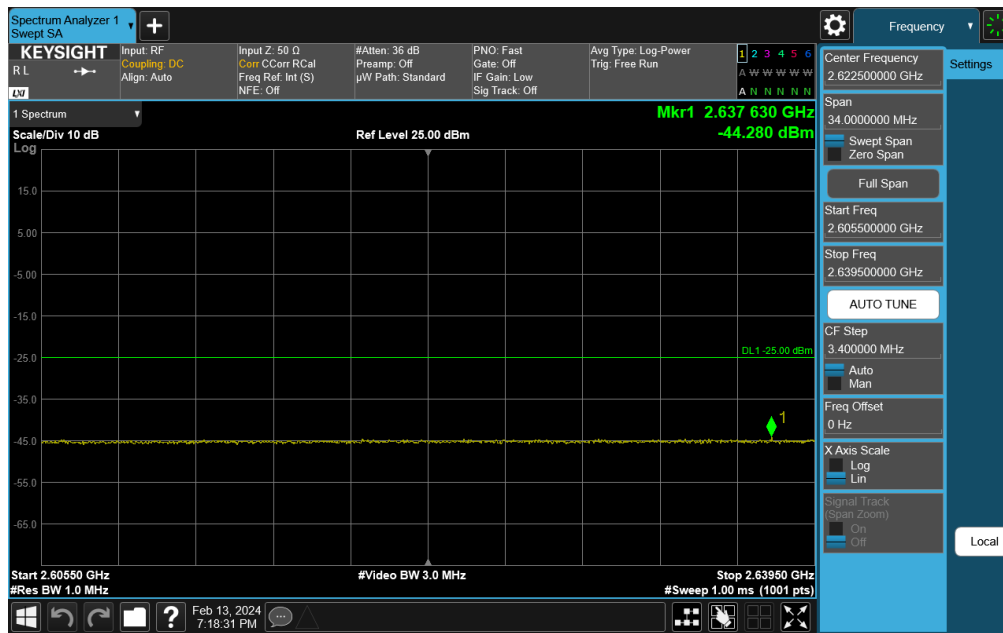 Spectrum Analyzer 1
Swept SA
Frequency
KEYSIGHT
R L
LXI
Input: RF
Coupling: DC
Align: Auto
Input Z: 50 Ω
Corr CCorr RCal
Freq Ref: Int (S)
NFE: Off
#Atten: 36 dB
Preamp: Off
µW Path: Standard
PNO: Fast
Gate: Off
IF Gain: Low
Sig Track: Off
Avg Type: Log-Power
Trig: Free Run
1 2 3 4 5 6
A W W W W W
A N N N N N
1 Spectrum
Scale/Div 10 dB
Log
Ref Level 25.00 dBm
Mkr1 2.637 630 GHz
-44.280 dBm
15.0
5.00
-5.00
-15.0
-25.0
-35.0
-45.0
-55.0
-65.0
DL1 -25.00 dBm
1
Start 2.60550 GHz
#Res BW 1.0 MHz
#Video BW 3.0 MHz
Stop 2.63950 GHz
#Sweep 1.00 ms (1001 pts)
Center Frequency
2.622500000 GHz
Span
34.0000000 MHz
Swept Span
Zero Span
Full Span
Start Freq
2.605500000 GHz
Stop Freq
2.639500000 GHz
AUTO TUNE
CF Step
3.400000 MHz
Auto
Man
Freq Offset
0 Hz
X Axis Scale
Log
Lin
Signal Track
(Span Zoom)
On
Off
Settings
Local
?
Feb 13, 2024
7:18:31 PM